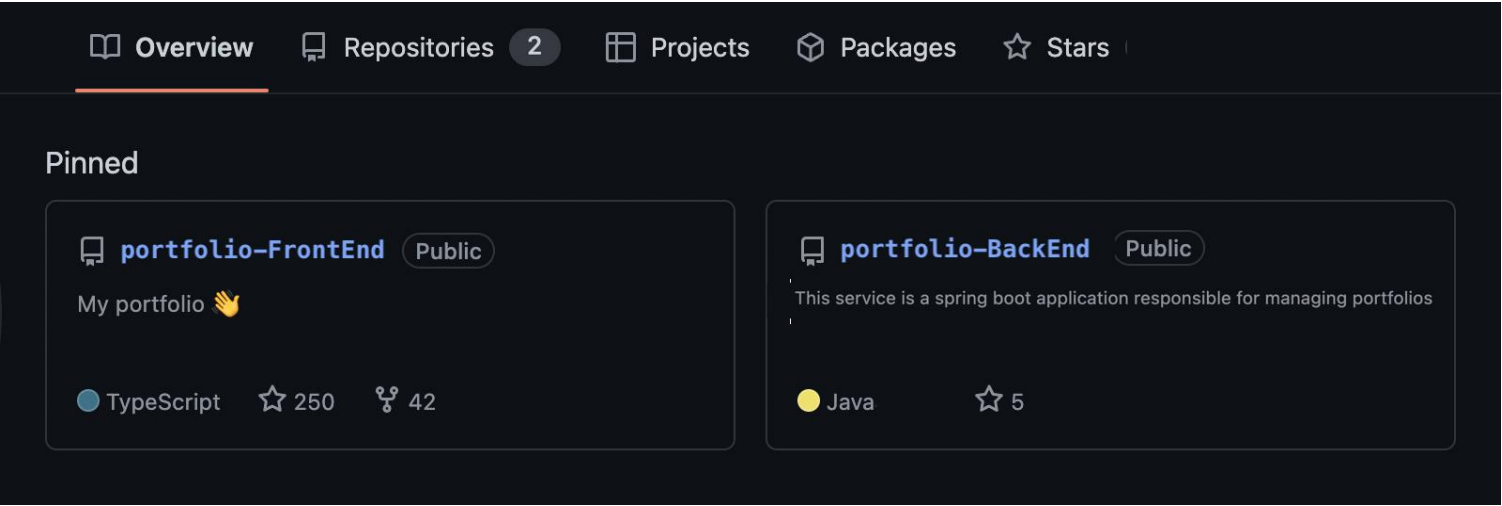 Overview Repositories 2 Projects Packages Stars
Pinned
portfolio-FrontEnd Public
My portfolio 👋
TypeScript 250 42
portfolio-BackEnd Public
This service is a spring boot application responsible for managing portfolios
Java 5